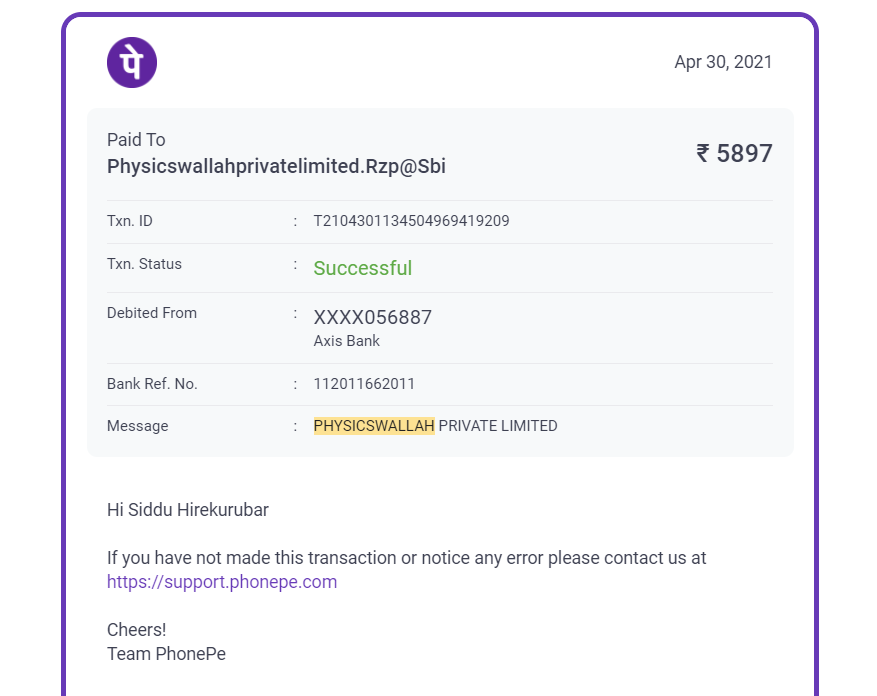 पे
Apr 30, 2021
Paid To
Physicswallahprivatelimited.Rzp@Sbi
₹ 5897
Txn. ID : T2104301134504969419209
Txn. Status : Successful
Debited From : XXXX056887
Axis Bank
Bank Ref. No. : 112011662011
Message : PHYSICSWALLAH PRIVATE LIMITED
Hi Siddu Hirekurubar
If you have not made this transaction or notice any error please contact us at
https://support.phonepe.com
Cheers!
Team PhonePe